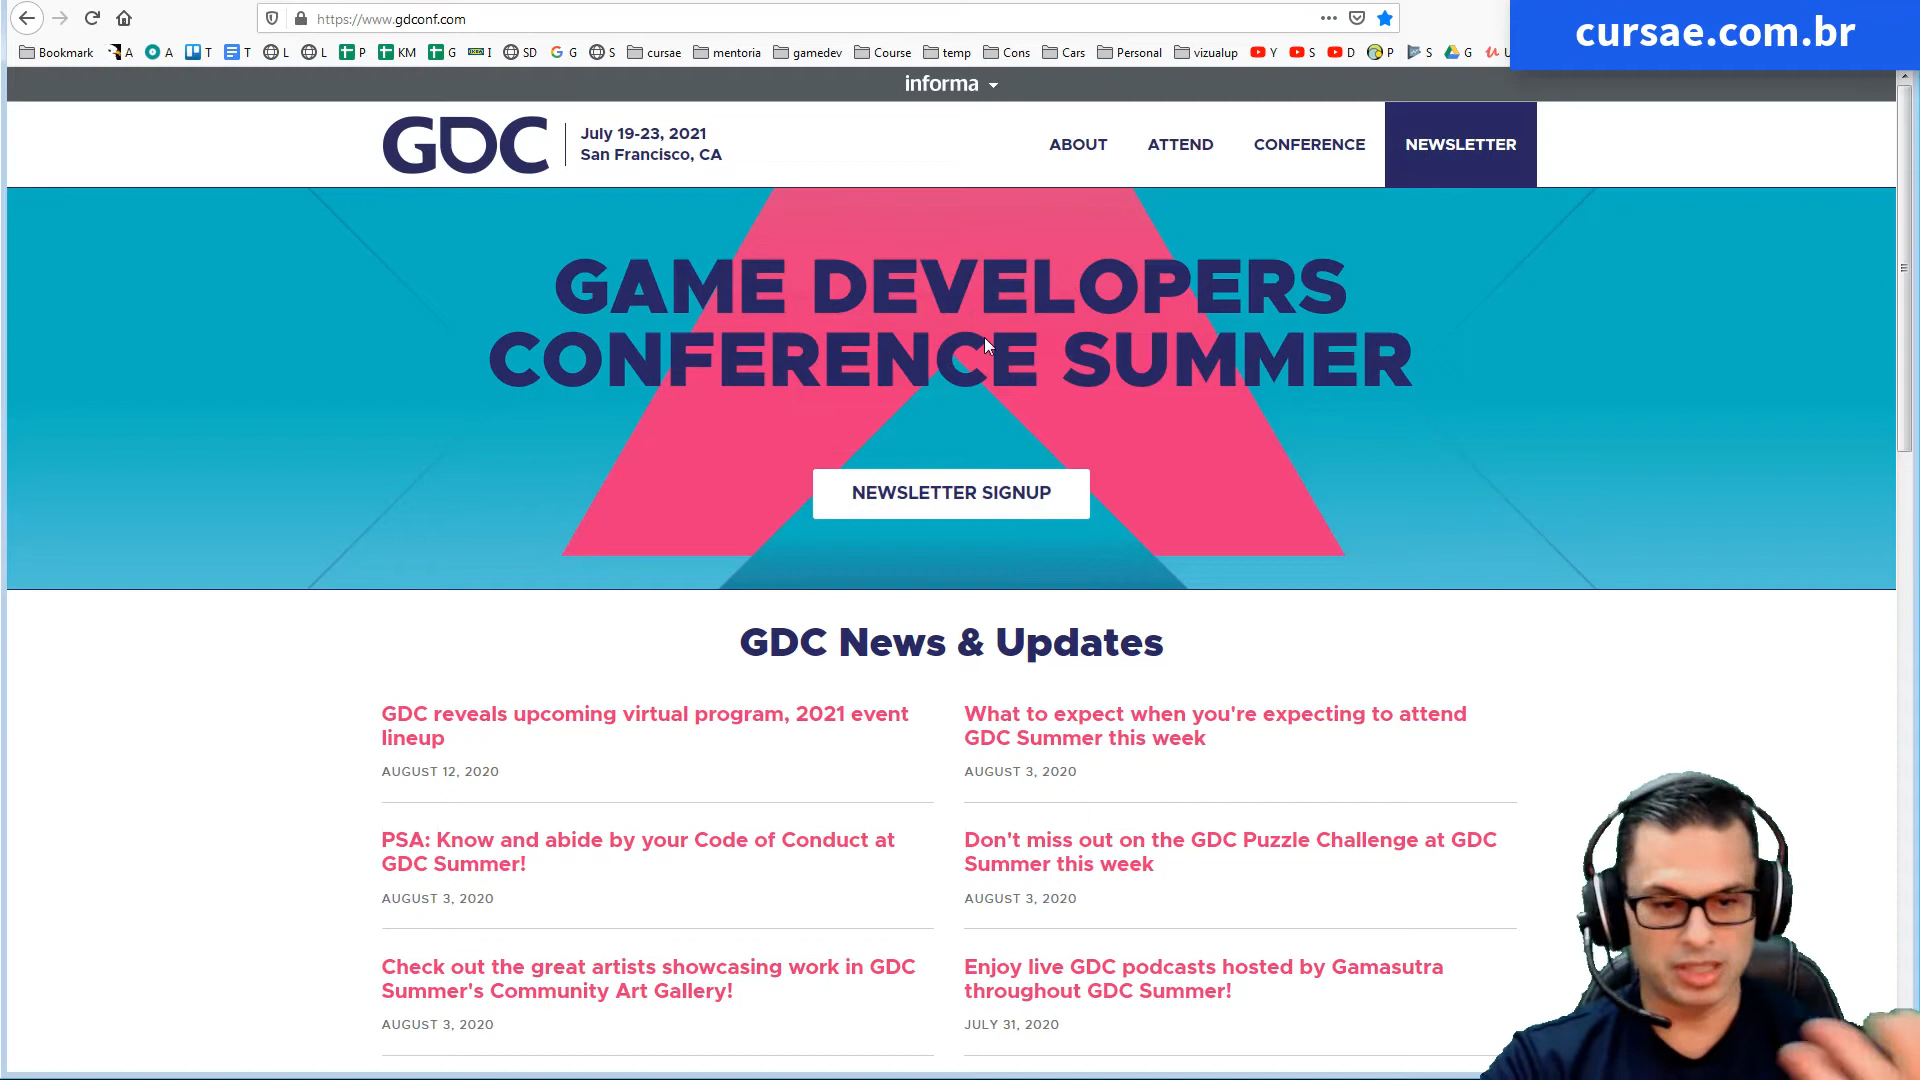 https://www.gdconf.com
cursae.com.br
Bookmark A A T T L L P KM G I SD G S cursae mentoria gamedev Course temp Cons Cars Personal vizualup Y S D P S G U
informa
GDC
July 19-23, 2021
San Francisco, CA
ABOUT ATTEND CONFERENCE NEWSLETTER
GAME DEVELOPERS
CONFERENCE SUMMER
NEWSLETTER SIGNUP
GDC News & Updates
GDC reveals upcoming virtual program, 2021 event
lineup
AUGUST 12, 2020
What to expect when you're expecting to attend
GDC Summer this week
AUGUST 3, 2020
PSA: Know and abide by your Code of Conduct at
GDC Summer!
AUGUST 3, 2020
Don't miss out on the GDC Puzzle Challenge at GDC
Summer this week
AUGUST 3, 2020
Check out the great artists showcasing work in GDC
Summer's Community Art Gallery!
AUGUST 3, 2020
Enjoy live GDC podcasts hosted by Gamasutra
throughout GDC Summer!
JULY 31, 2020